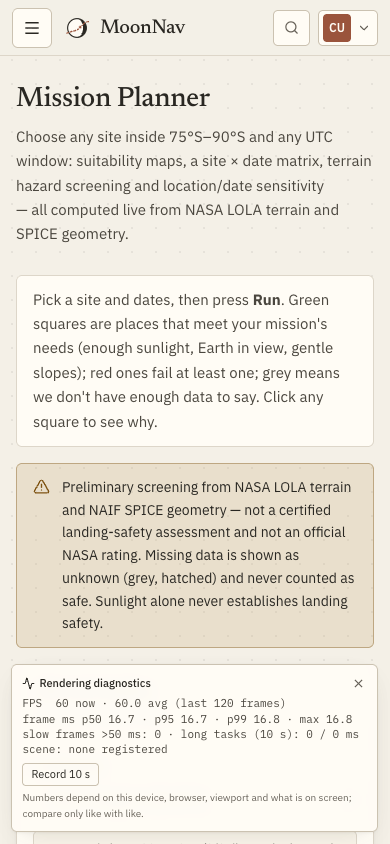 MoonNav
CU
Mission Planner
Choose any site inside 75°S–90°S and any UTC
window: suitability maps, a site × date matrix, terrain
hazard screening and location/date sensitivity
— all computed live from NASA LOLA terrain and
SPICE geometry.
Pick a site and dates, then press Run. Green
squares are places that meet your mission's
needs (enough sunlight, Earth in view, gentle
slopes); red ones fail at least one; grey means
we don't have enough data to say. Click any
square to see why.
Preliminary screening from NASA LOLA terrain
and NAIF SPICE geometry — not a certified
landing-safety assessment and not an official
NASA rating. Missing data is shown as
unknown (grey, hatched) and never counted as
safe. Sunlight alone never establishes landing
safety.
Rendering diagnostics
FPS 60 now · 60.0 avg (last 120 frames)
frame ms p50 16.7 · p95 16.7 · p99 16.8 · max 16.8
slow frames >50 ms: 0 · long tasks (10 s): 0 / 0 ms
scene: none registered
Record 10 s
Numbers depend on this device, browser, viewport and what is on screen;
compare only like with like.